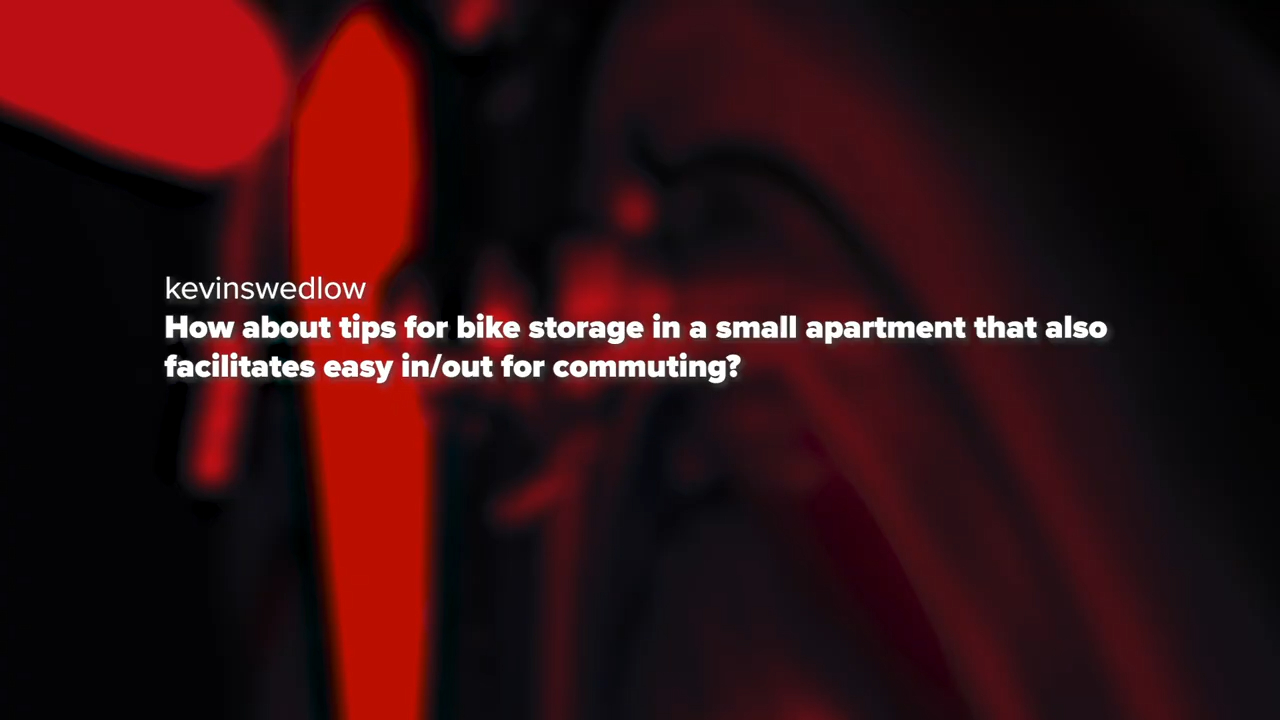 kevinswedlow
How about tips for bike storage in a small apartment that also
facilitates easy in/out for commuting?